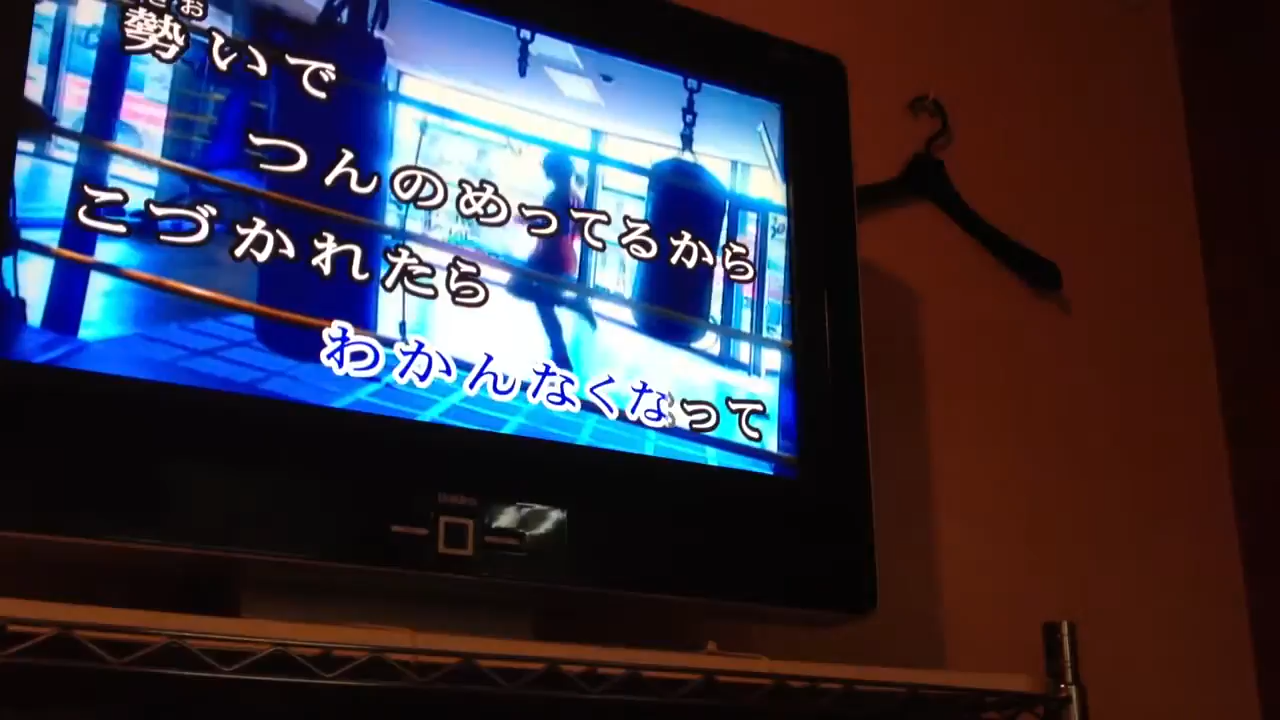 勢いで
つんのめってるから
こづかれたら
わかんなくなって